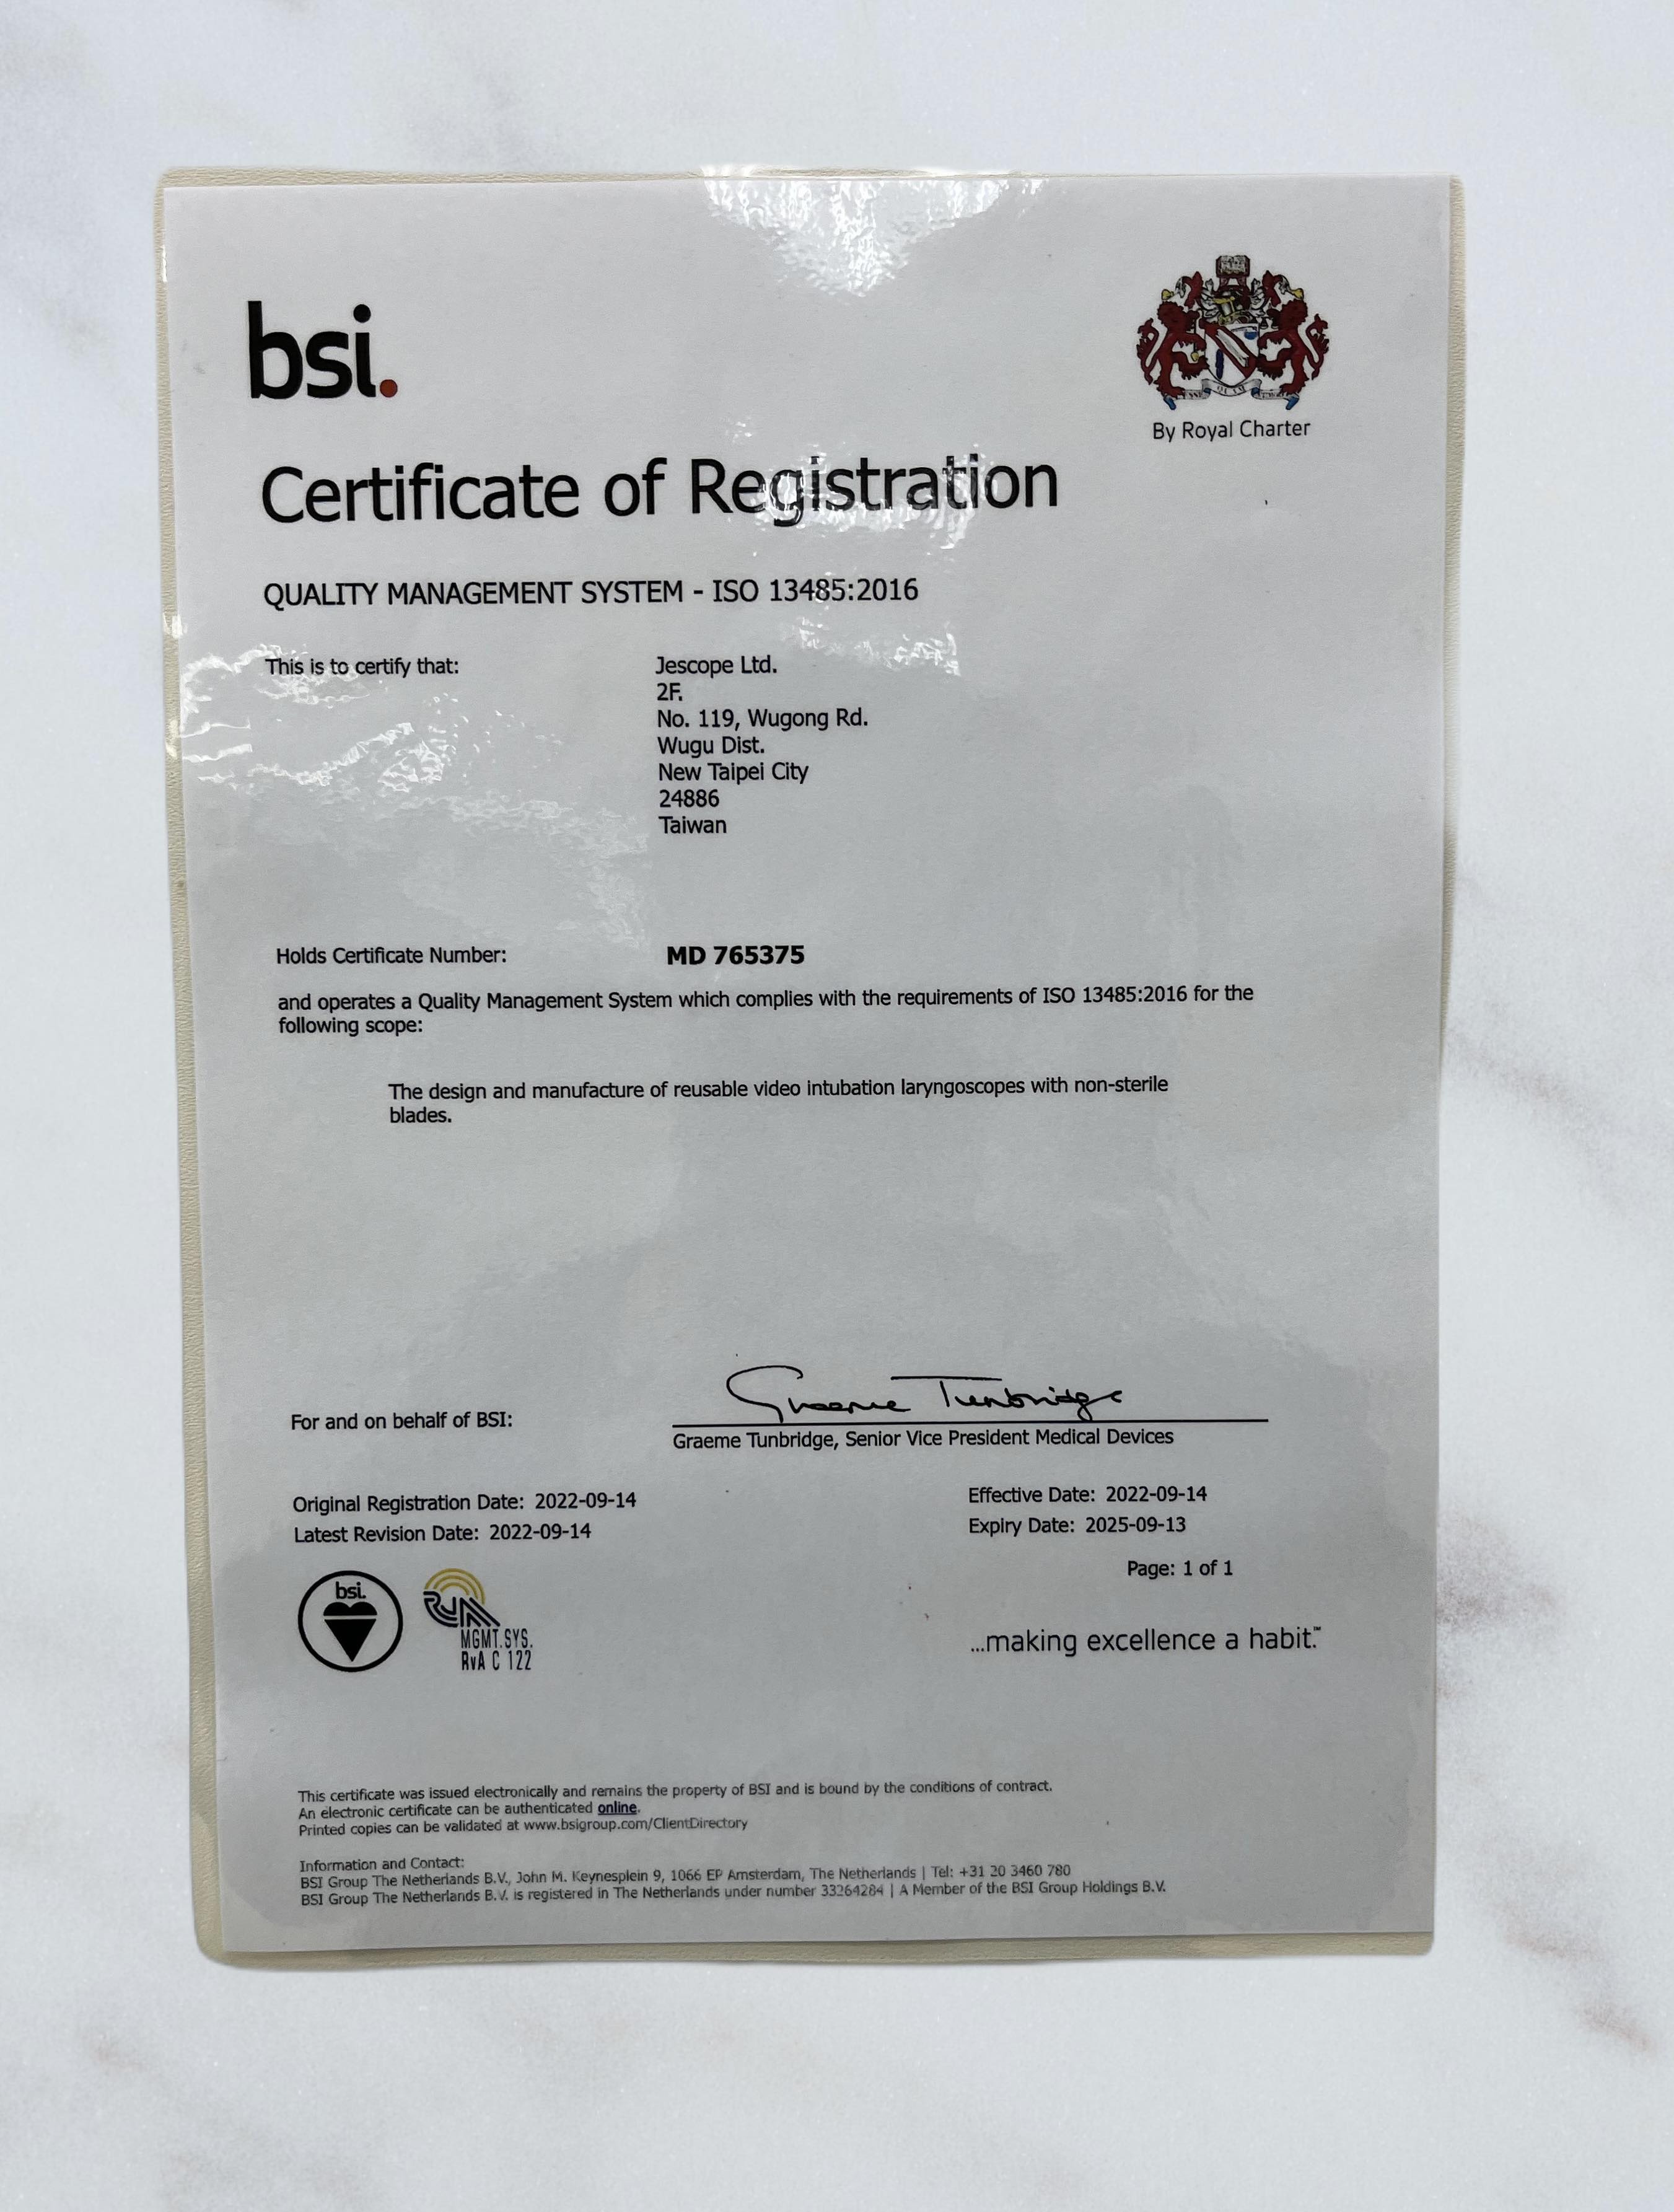 bsi.
By Royal Charter
Certificate of Registration
QUALITY MANAGEMENT SYSTEM - ISO 13485:2016
This is to certify that:
Jescope Ltd.
2F.
No. 119, Wugong Rd.
Wugu Dist.
New Taipei City
24886
Taiwan
Holds Certificate Number:
MD 765375
and operates a Quality Management System which complies with the requirements of ISO 13485:2016 for the
following scope:
The design and manufacture of reusable video intubation laryngoscopes with non-sterile
blades.
Graeme Tunbridge
For and on behalf of BSI:
Graeme Tunbridge, Senior Vice President Medical Devices
Original Registration Date: 2022-09-14
Effective Date: 2022-09-14
Latest Revision Date: 2022-09-14
Expiry Date: 2025-09-13
Page: 1 of 1
bsi.
RvA
MGMT.SYS.
RvA C 122
...making excellence a habit.™
This certificate was issued electronically and remains the property of BSI and is bound by the conditions of contract.
An electronic certificate can be authenticated online.
Printed copies can be validated at www.bsigroup.com/ClientDirectory
Information and Contact:
BSI Group The Netherlands B.V., John M. Keynesplein 9, 1066 EP Amsterdam, The Netherlands | Tel: +31 20 3460 780
BSI Group The Netherlands B.V. is registered in The Netherlands under number 33264284 | A Member of the BSI Group Holdings B.V.